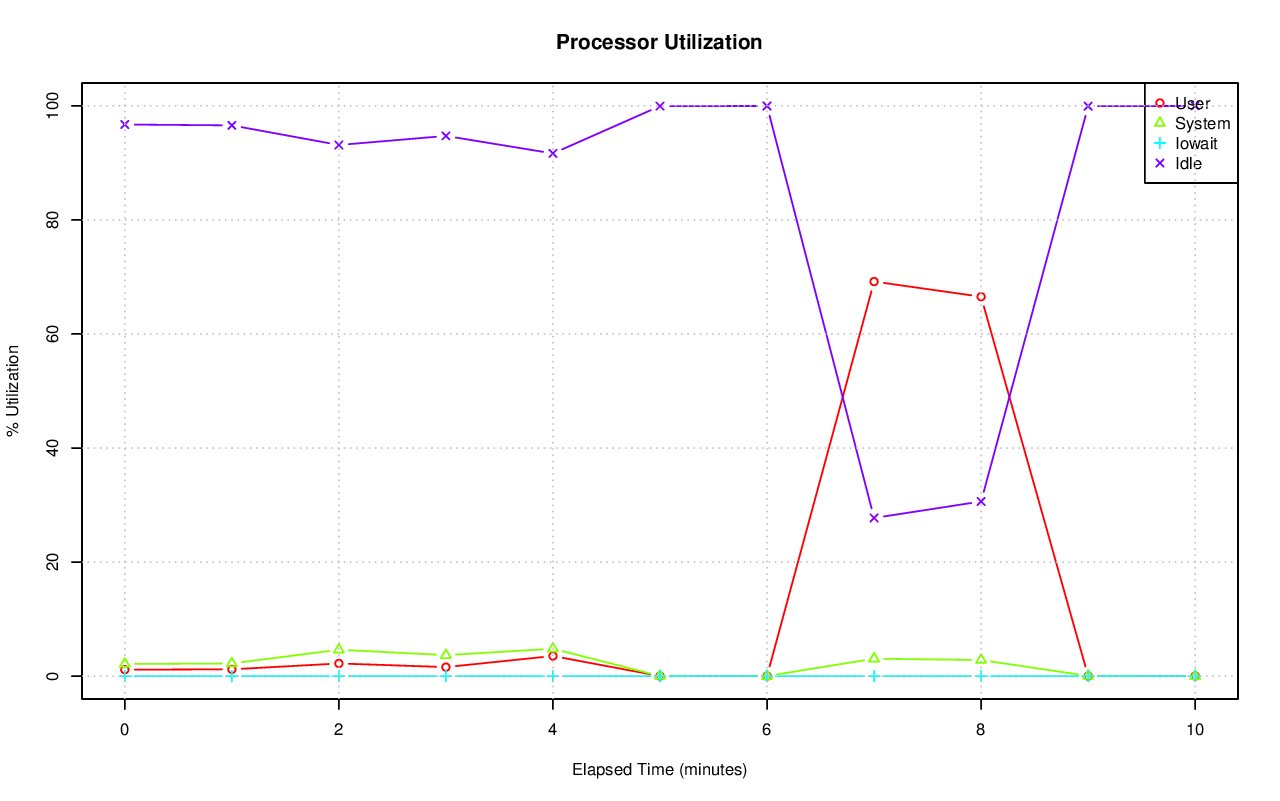 Processor Utilization
100
80
60
40
20
0
% Utilization
User
System
Iowait
Idle
0 2 4 6 8 10
Elapsed Time (minutes)